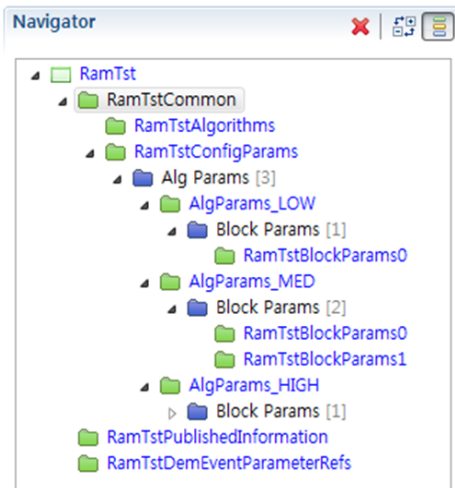 Navigator
RamTst
RamTstCommon
RamTstAlgorithms
RamTstConfigParams
Alg Params [3]
AlgParams_LOW
Block Params [1]
RamTstBlockParams0
AlgParams_MED
Block Params [2]
RamTstBlockParams0
RamTstBlockParams1
AlgParams_HIGH
Block Params [1]
RamTstPublishedInformation
RamTstDemEventParameterRefs